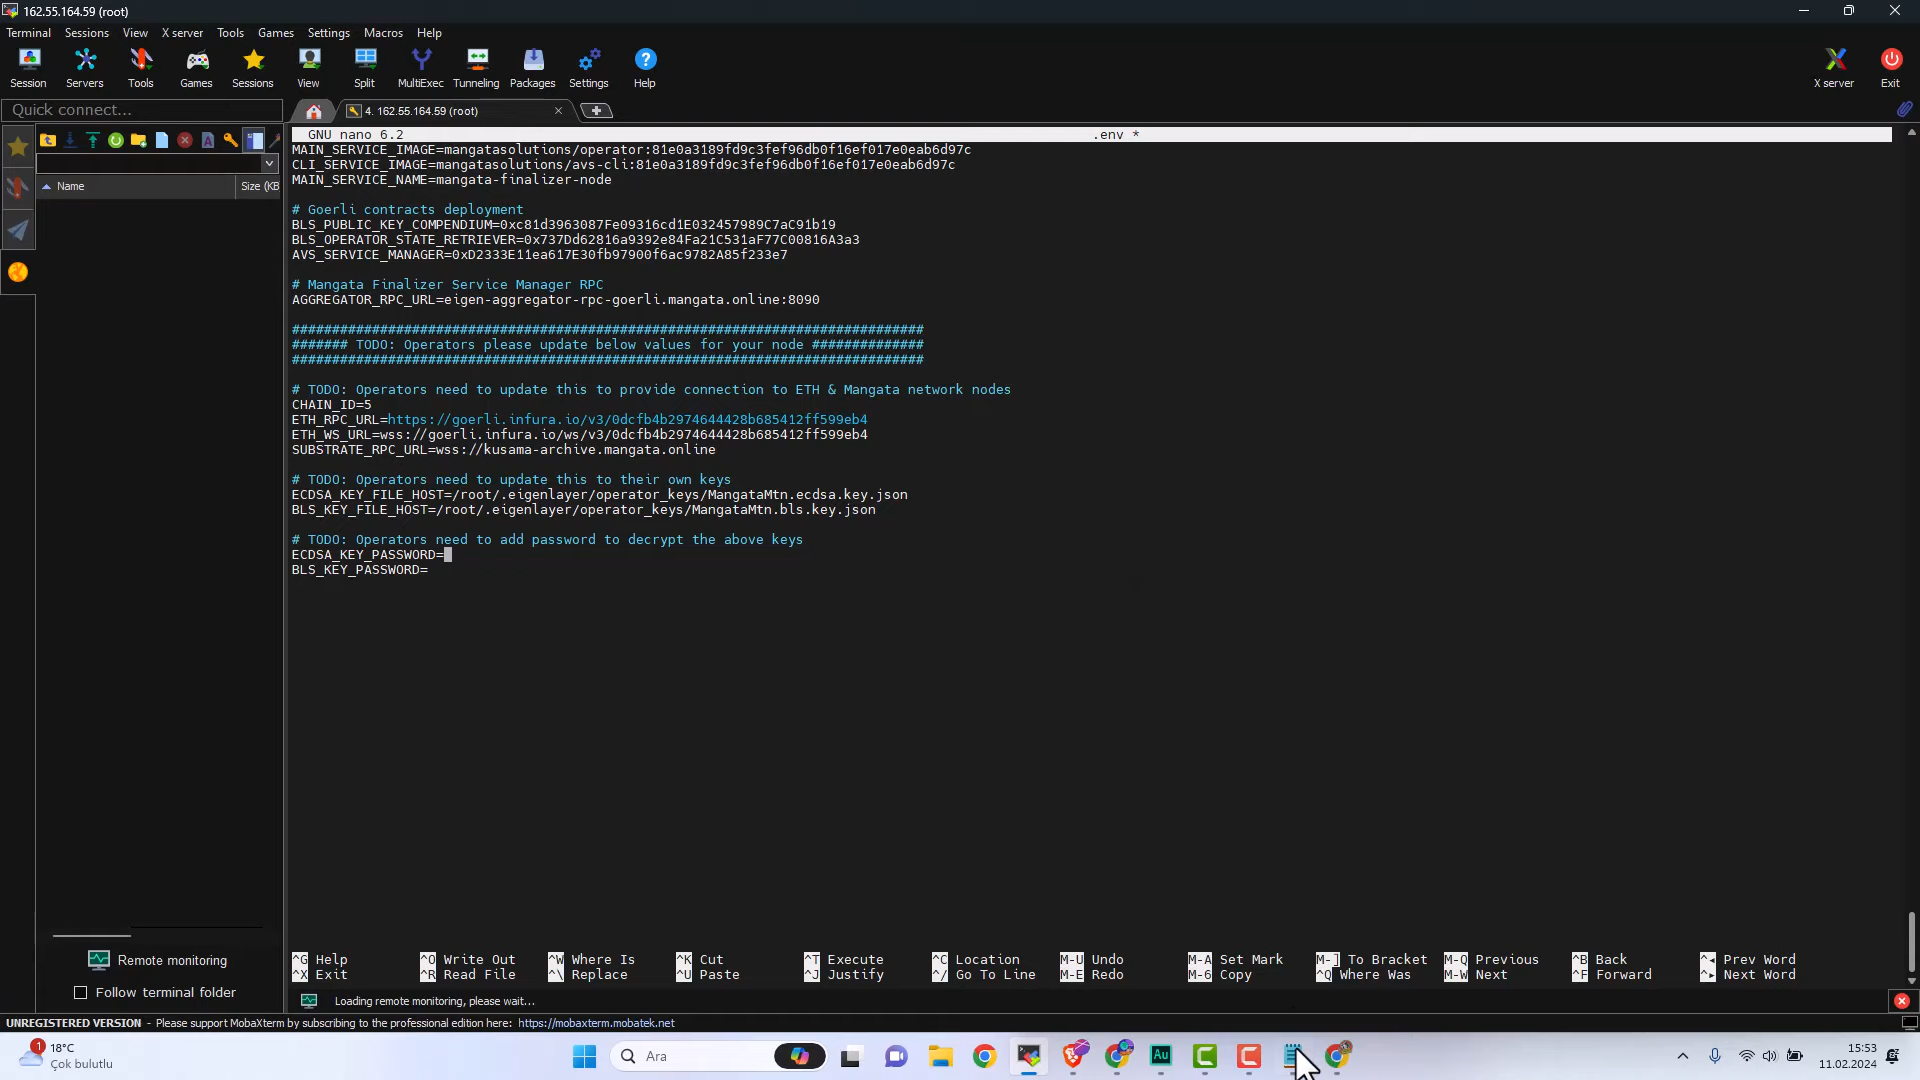 162.55.164.59 (root)
Terminal Sessions View X server Tools Games Settings Macros Help
Session Servers Tools Games Sessions View Split MultiExec Tunneling Packages Settings Help X server Exit
Quick connect...
4. 162.55.164.59 (root)
Name Size (KB
GNU nano 6.2 .env *
MAIN_SERVICE_IMAGE=mangatasolutions/operator:81e0a3189fd9c3fef96db0f16ef017e0eab6d97c
CLI_SERVICE_IMAGE=mangatasolutions/avs-cli:81e0a3189fd9c3fef96db0f16ef017e0eab6d97c
MAIN_SERVICE_NAME=mangata-finalizer-node
# Goerli contracts deployment
BLS_PUBLIC_KEY_COMPENDIUM=0xc81d3963087Fe09316cd1E032457989C7aC91b19
BLS_OPERATOR_STATE_RETRIEVER=0x737Dd62816a9392e84Fa21C531aF77C00816A3a3
AVS_SERVICE_MANAGER=0xD2333E11ea617E30fb97900f6ac9782A85f233e7
# Mangata Finalizer Service Manager RPC
AGGREGATOR_RPC_URL=eigen-aggregator-rpc-goerli.mangata.online:8090
###############################################################################
####### TODO: Operators please update below values for your node ##############
###############################################################################
# TODO: Operators need to update this to provide connection to ETH & Mangata network nodes
CHAIN_ID=5
ETH_RPC_URL=https://goerli.infura.io/v3/0dcfb4b2974644428b685412ff599eb4
ETH_WS_URL=wss://goerli.infura.io/ws/v3/0dcfb4b2974644428b685412ff599eb4
SUBSTRATE_RPC_URL=wss://kusama-archive.mangata.online
# TODO: Operators need to update this to their own keys
ECDSA_KEY_FILE_HOST=/root/.eigenlayer/operator_keys/MangataMtn.ecdsa.key.json
BLS_KEY_FILE_HOST=/root/.eigenlayer/operator_keys/MangataMtn.bls.key.json
# TODO: Operators need to add password to decrypt the above keys
ECDSA_KEY_PASSWORD=
BLS_KEY_PASSWORD=
^G Help ^O Write Out ^W Where Is ^K Cut ^T Execute ^C Location M-U Undo M-A Set Mark M-] To Bracket M-Q Previous ^B Back ^◂ Prev Word
^X Exit ^R Read File ^\ Replace ^U Paste ^J Justify ^/ Go To Line M-E Redo M-6 Copy ^Q Where Was M-W Next ^F Forward ^▸ Next Word
Remote monitoring
Follow terminal folder
Loading remote monitoring, please wait...
UNREGISTERED VERSION - Please support MobaXterm by subscribing to the professional edition here: https://mobaxterm.mobatek.net
1
18°C
Çok bulutlu
Ara
Au
15:53
11.02.2024